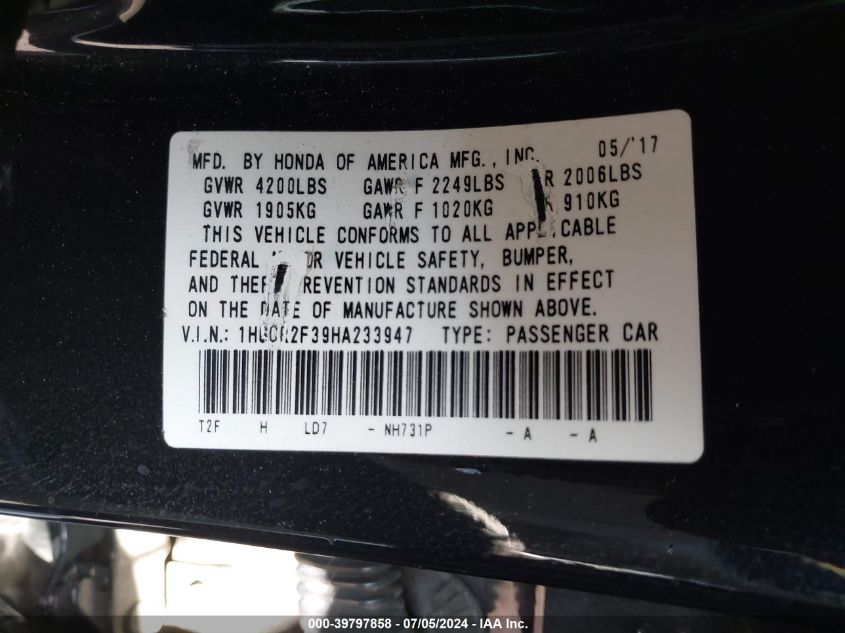 MFD. BY HONDA OF AMERICA MFG., INC. 05/'17
GVWR 4200LBS GAWR F 2249LBS R 2006LBS
GVWR 1905KG GAWR F 1020KG R 910KG
THIS VEHICLE CONFORMS TO ALL APPLICABLE
FEDERAL MOTOR VEHICLE SAFETY, BUMPER,
AND THEFT PREVENTION STANDARDS IN EFFECT
ON THE DATE OF MANUFACTURE SHOWN ABOVE.
V.I.N.: 1HGCR2F39HA233947 TYPE: PASSENGER CAR
T2F H LD7 - NH731P - A - A
000-39797858 - 07/05/2024 - IAA Inc.